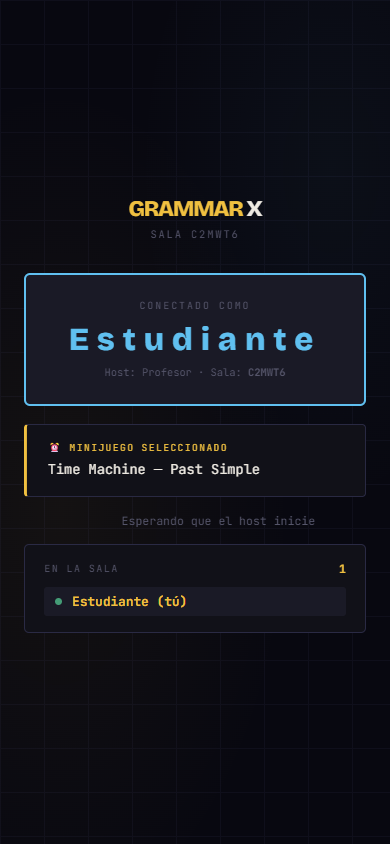 GRAMMAR X
SALA C2MWT6
CONECTADO COMO
Estudiante
Host: Profesor · Sala: C2MWT6
⏰ MINIJUEGO SELECCIONADO
Time Machine — Past Simple
Esperando que el host inicie
EN LA SALA 1
Estudiante (tú)